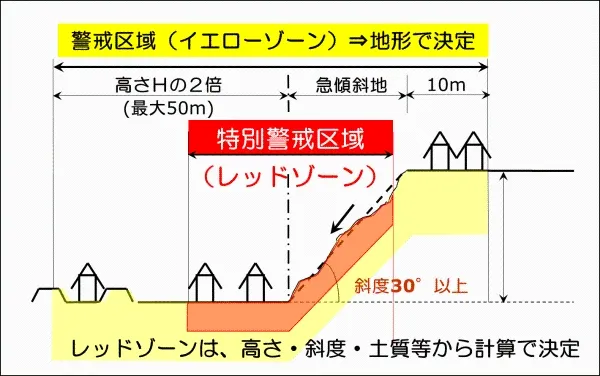 警戒区域（イエローゾーン）⇒地形で決定
高さHの２倍
(最大50m)
急傾斜地
10m
特別警戒区域
（レッドゾーン）
斜度30°以上
レッドゾーンは、高さ・斜度・土質等から計算で決定